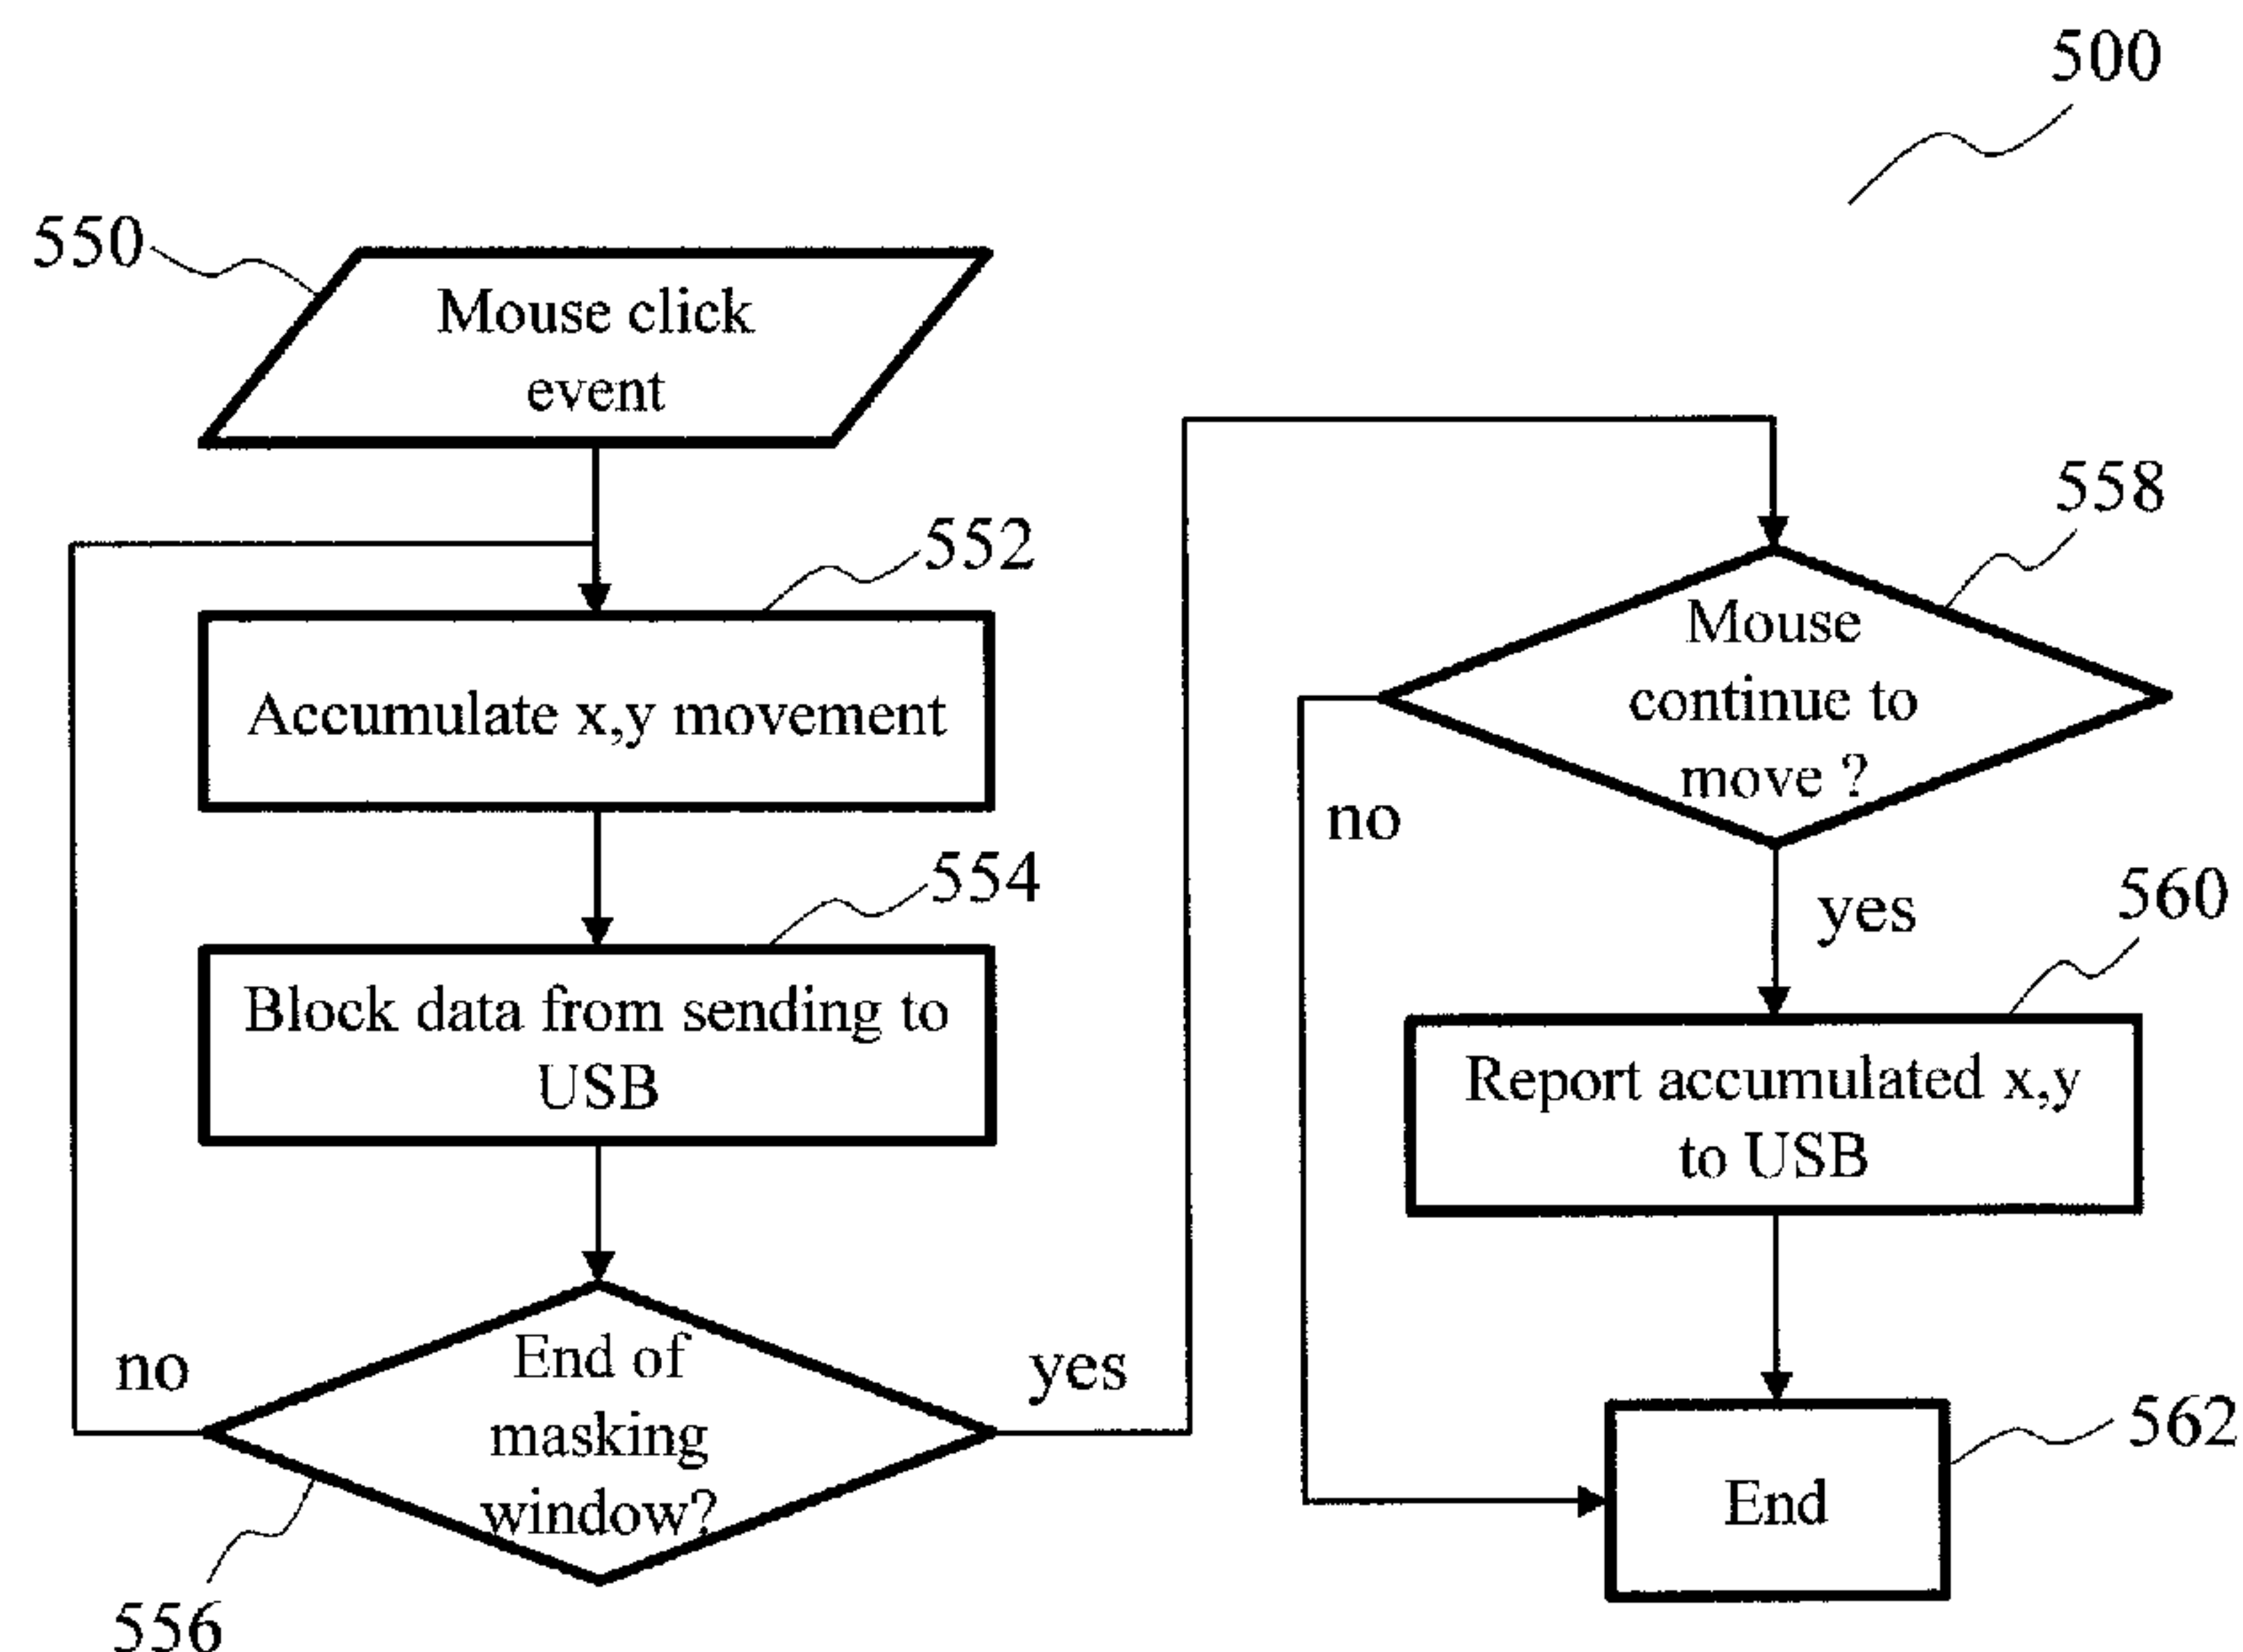 500
550
Mouse click
event
552
Accumulate x,y movement
554
Block data from sending to
USB
no
End of
masking
window?
yes
556
558
Mouse
continue to
move ?
no
yes
560
Report accumulated x,y
to USB
562
End